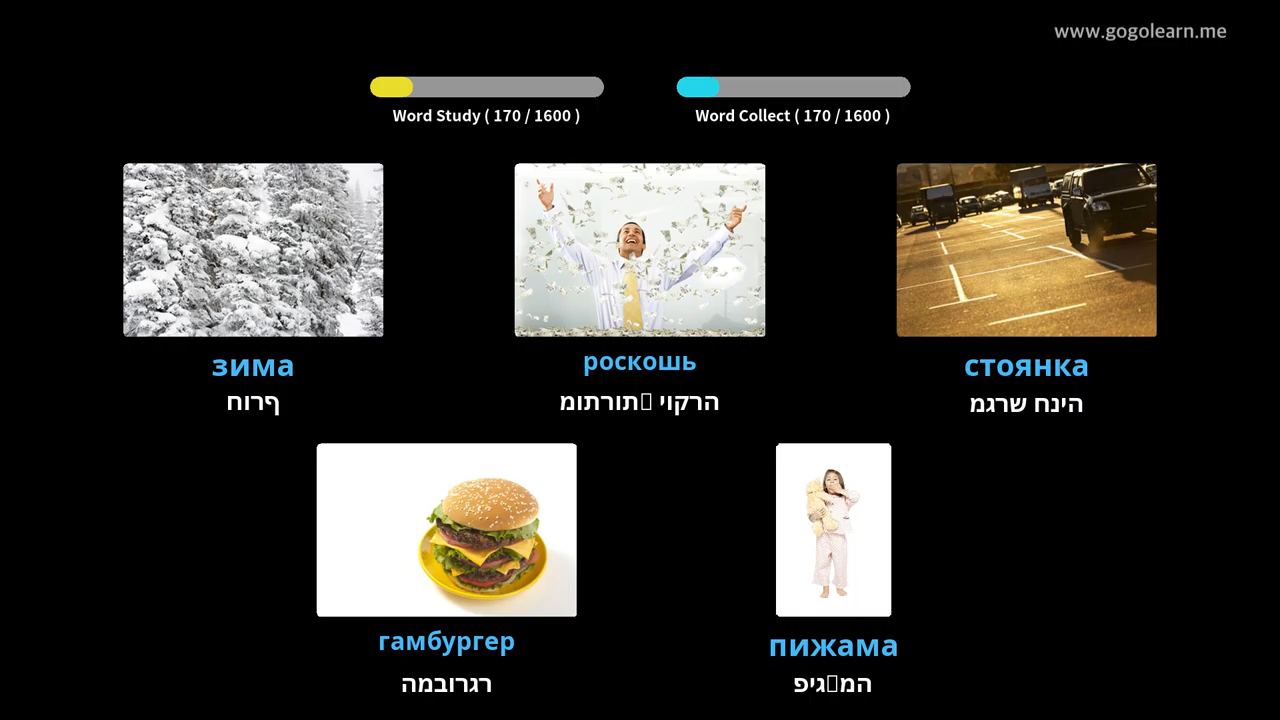 www.gogolearn.me
Word Study ( 170 / 1600 )
Word Collect ( 170 / 1600 )
зима
חורף
роскошь
מותרות□ יוקרה
стоянка
מגרש חניה
гамбургер
המבורגר
пижама
פיג□מה